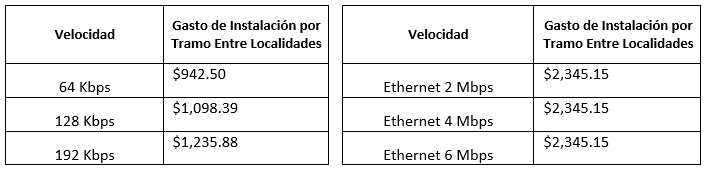 Velocidad
Gasto de Instalación por
Tramo Entre Localidades
64 Kbps
$942.50
128 Kbps
$1,098.39
192 Kbps
$1,235.88
Velocidad
Gasto de Instalación por
Tramo Entre Localidades
Ethernet 2 Mbps
$2,345.15
Ethernet 4 Mbps
$2,345.15
Ethernet 6 Mbps
$2,345.15